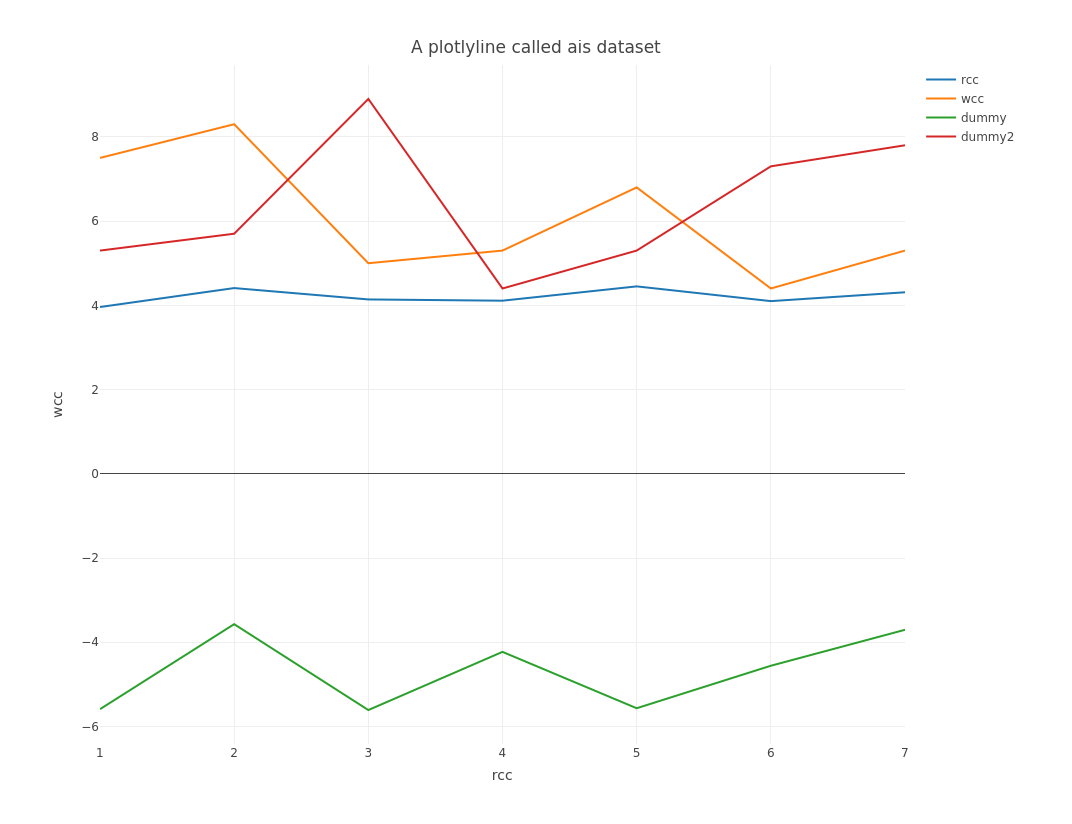 A plotlyline called ais dataset
rcc
wcc
dummy
dummy2
8
6
4
2
0
−2
−4
−6
wcc
1 2 3 4 5 6 7
rcc